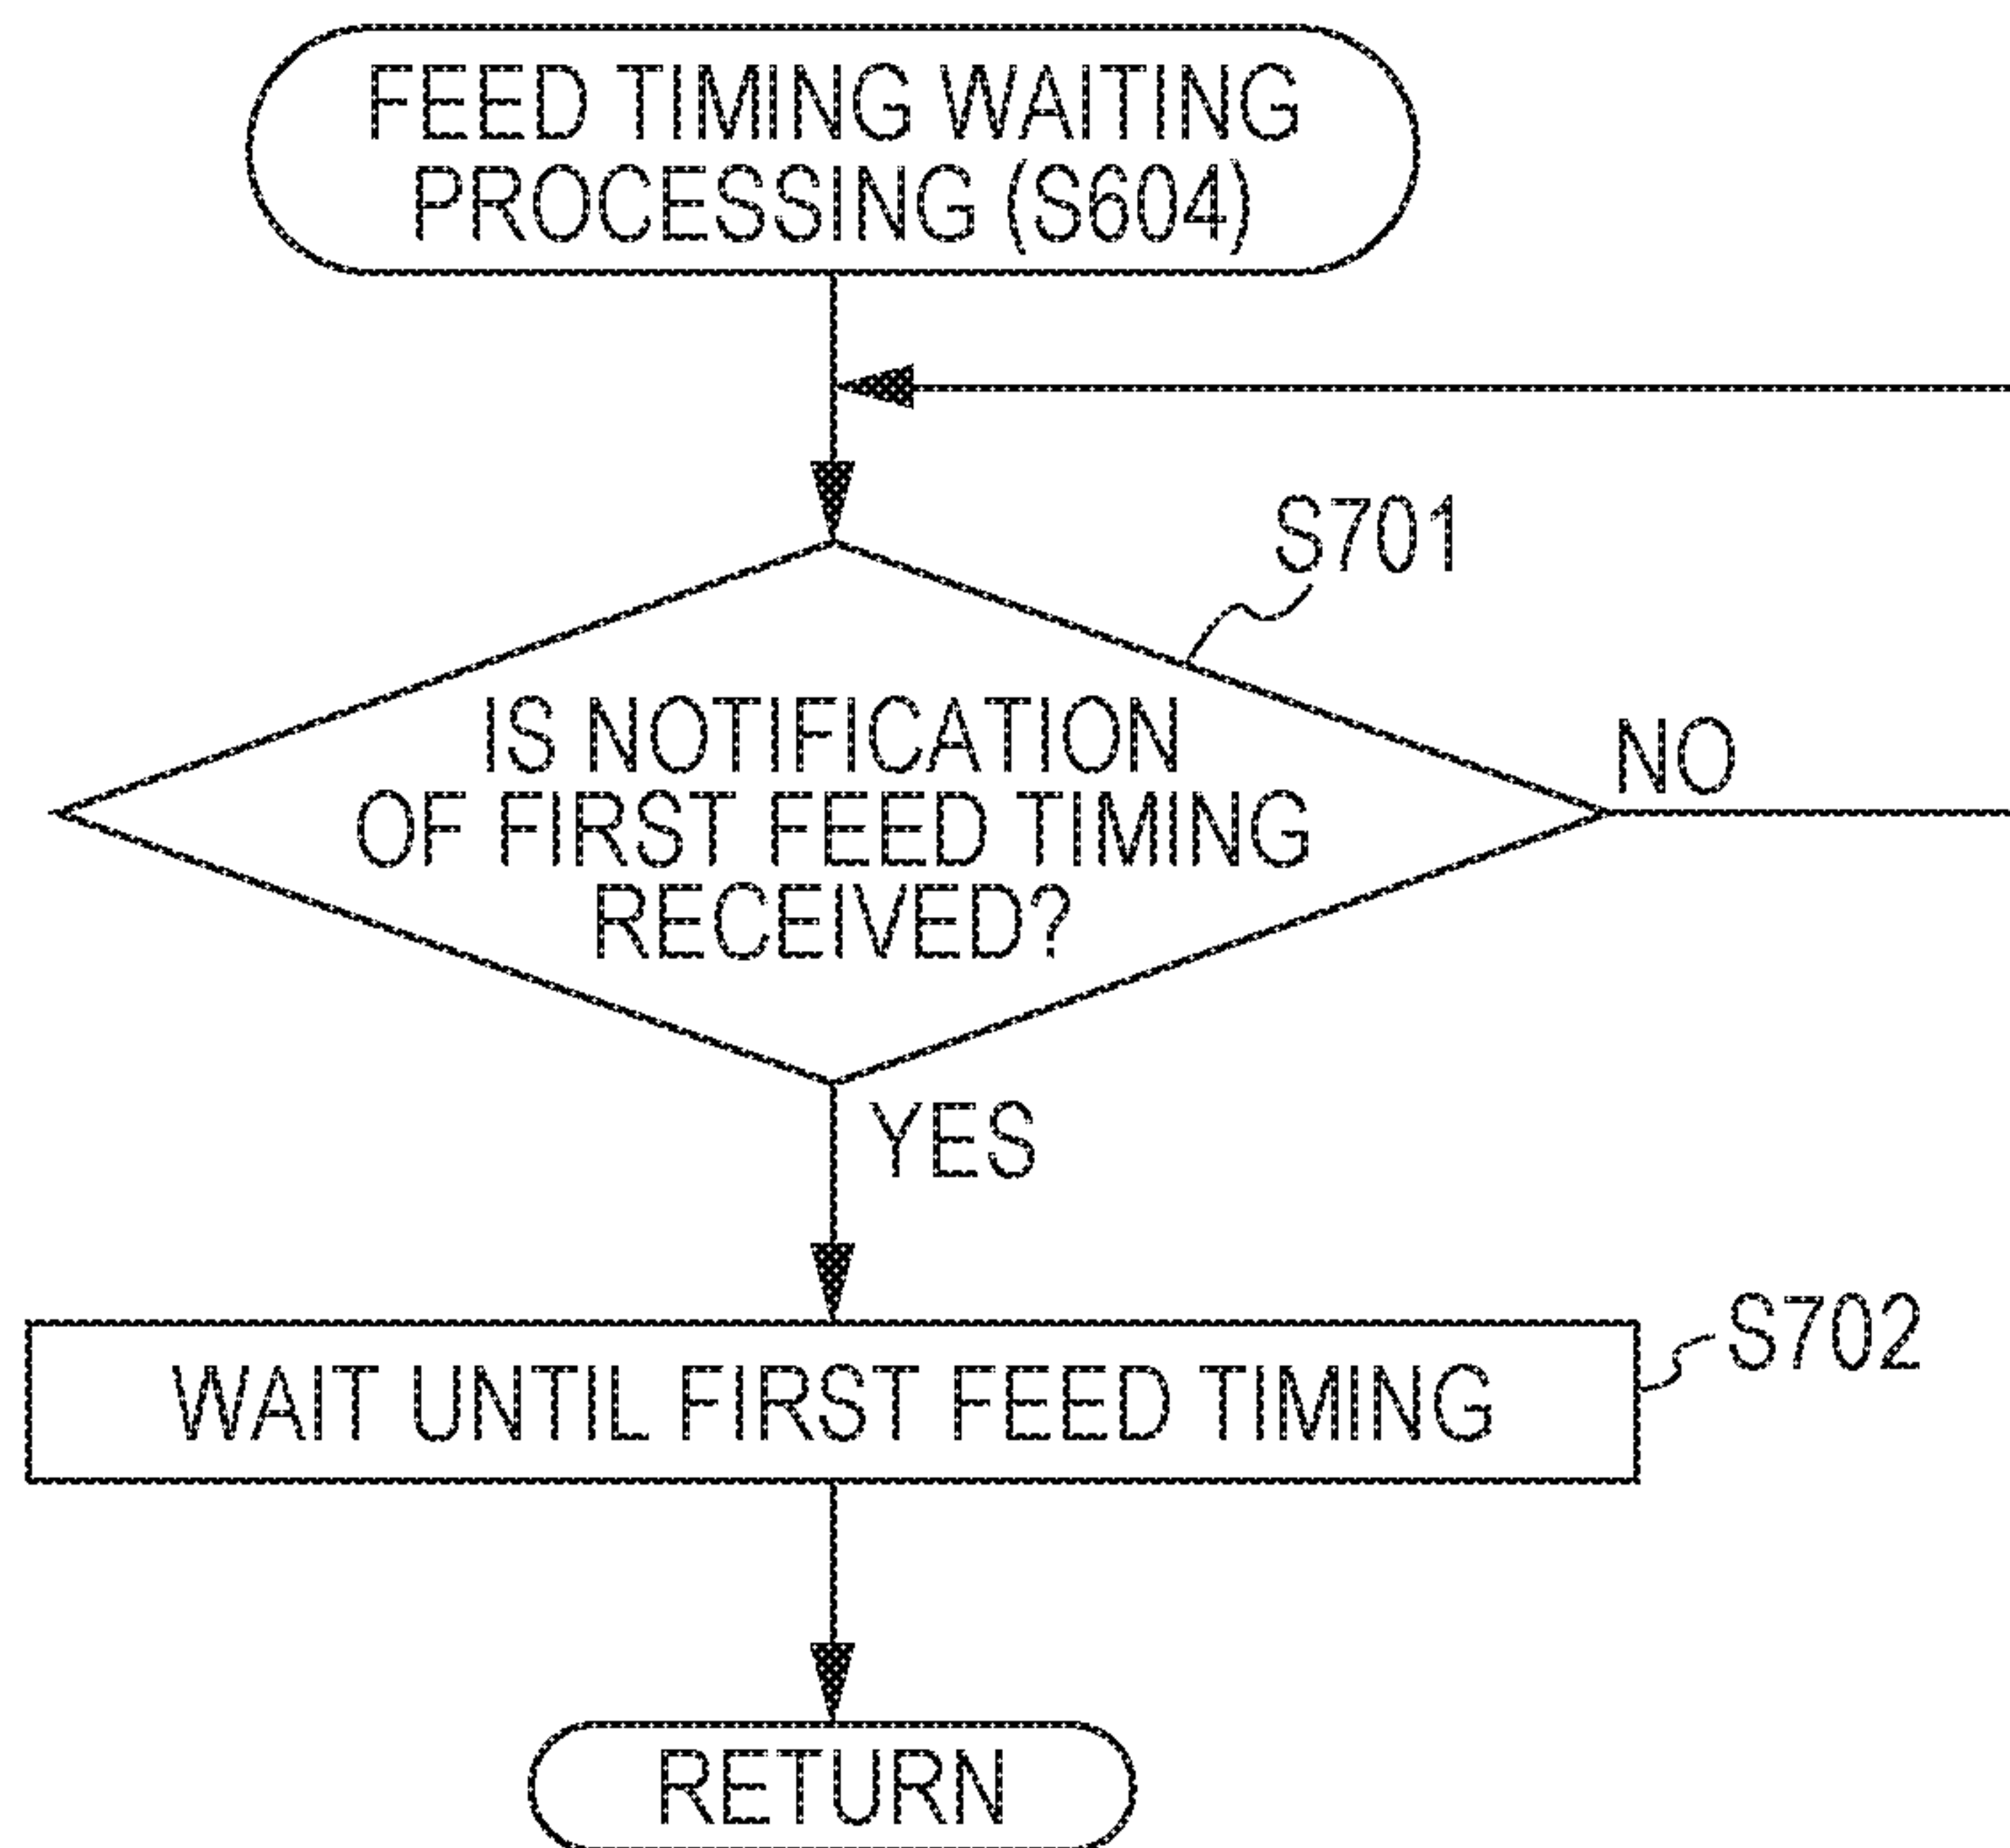 FEED TIMING WAITING
PROCESSING (S604)
S701
IS NOTIFICATION
OF FIRST FEED TIMING
RECEIVED?
NO
YES
S702
WAIT UNTIL FIRST FEED TIMING
RETURN